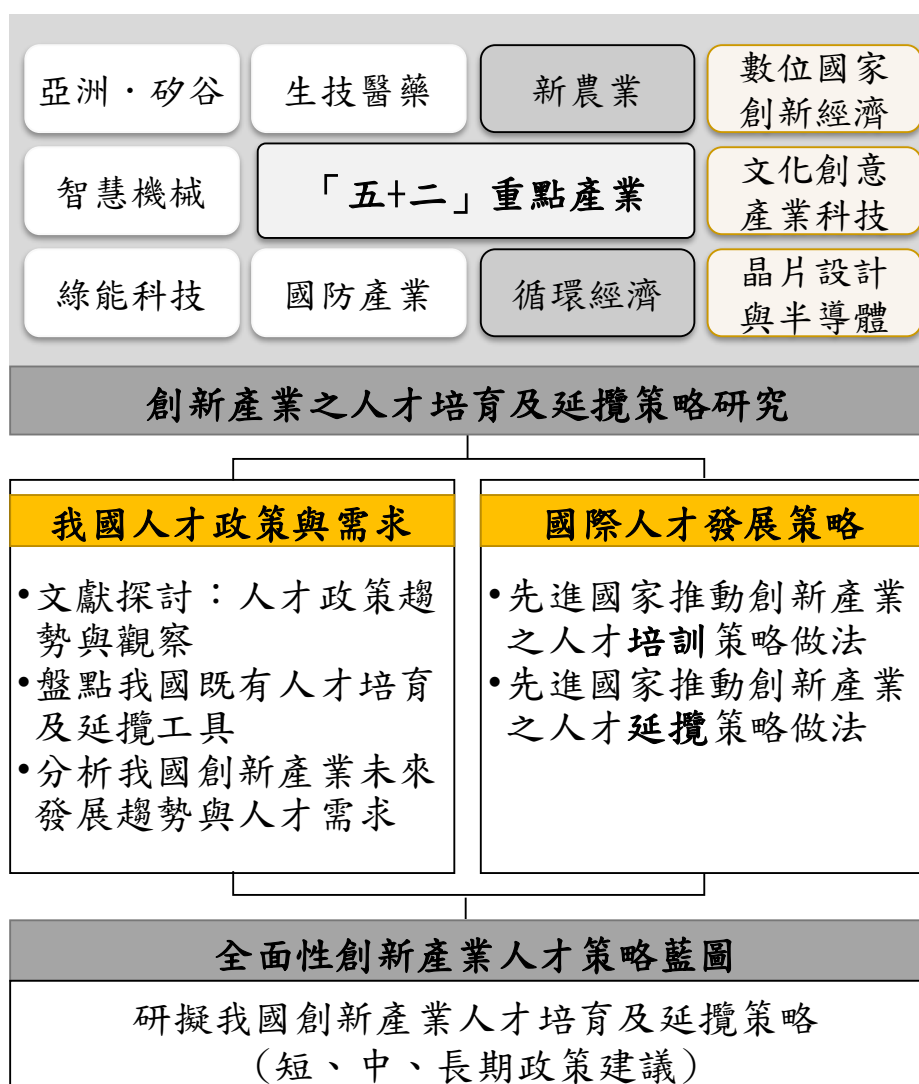 亞洲．矽谷
生技醫藥
新農業
數位國家
創新經濟
智慧機械
「五+二」重點產業
文化創意
產業科技
綠能科技
國防產業
循環經濟
晶片設計
與半導體
創新產業之人才培育及延攬策略研究
我國人才政策與需求
•文獻探討：人才政策趨
勢與觀察
•盤點我國既有人才培育
及延攬工具
•分析我國創新產業未來
發展趨勢與人才需求
國際人才發展策略
•先進國家推動創新產業
之人才培訓策略做法
•先進國家推動創新產業
之人才延攬策略做法
全面性創新產業人才策略藍圖
研擬我國創新產業人才培育及延攬策略
（短、中、長期政策建議）